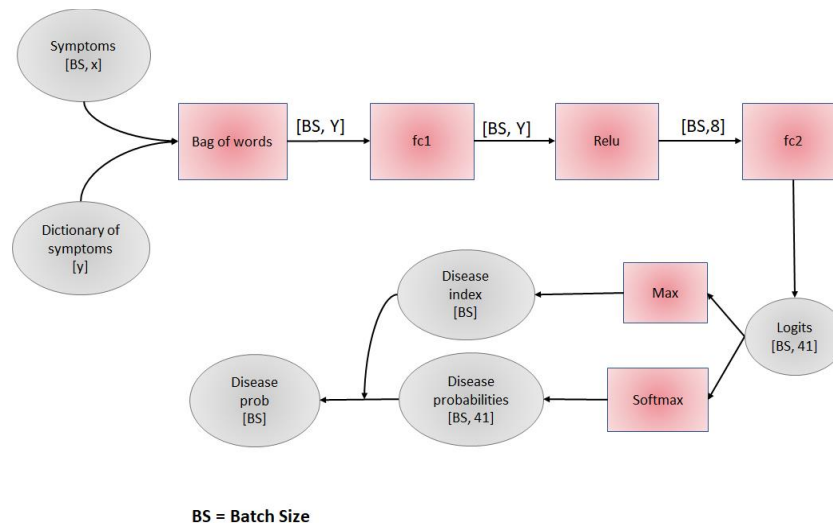 Symptoms
[BS, x]
Bag of words
[BS, Y]
fc1
[BS, Y]
Relu
[BS,8]
fc2
Dictionary of
symptoms
[y]
Disease
index
[BS]
Max
Logits
[BS, 41]
Disease
prob
[BS]
Disease
probabilities
[BS, 41]
Softmax
BS = Batch Size